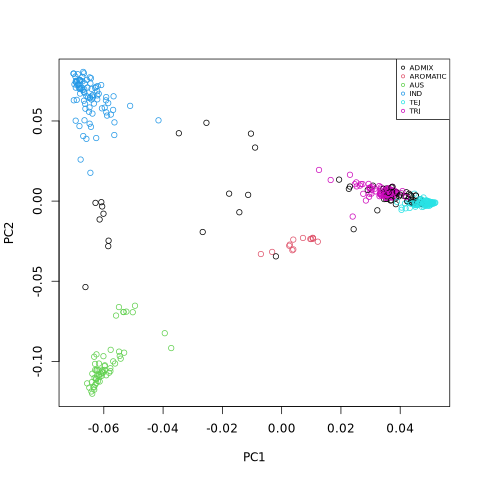 ADMIX
AROMATIC
AUS
IND
TEJ
TRJ
0.05
0.00
-0.05
-0.10
PC2
-0.06
-0.04
-0.02
0.00
0.02
0.04
PC1